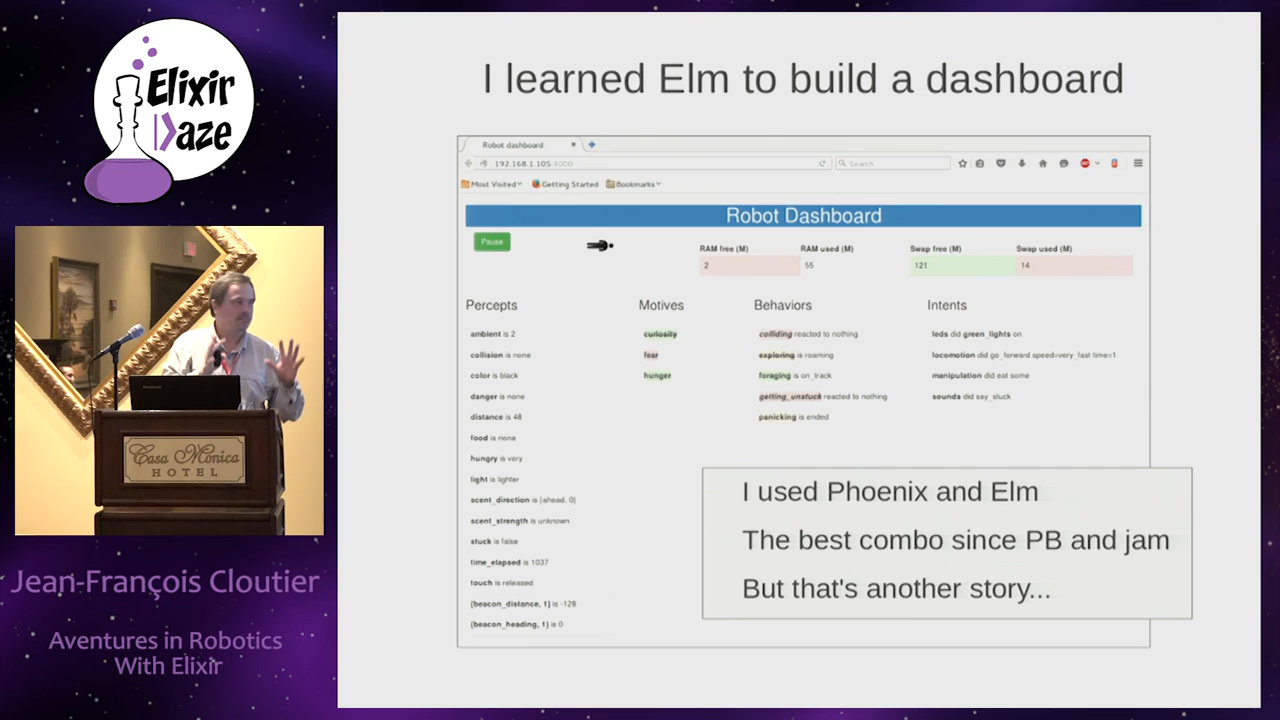 Elixir
Daze
Casa Monica
HOTEL
Jean-François Cloutier
Aventures in Robotics
With Elixir
I learned Elm to build a dashboard
Robot dashboard
192.168.1.105:4000
Search
Most Visited
Getting Started
Bookmarks
Robot Dashboard
Pause
RAM free (M) RAM used (M) Swap free (M) Swap used (M)
2 55 121 14
Percepts
ambient is 2
collision is none
color is black
danger is none
distance is 48
food is none
hungry is very
light is lighter
scent_direction is {ahead, 0}
scent_strength is unknown
stuck is false
time_elapsed is 1037
touch is released
{beacon_distance, 1} is -128
{beacon_heading, 1} is 0
Motives
curiosity
fear
hunger
Behaviors
colliding reacted to nothing
exploring is roaming
foraging is on_track
getting_unstuck reacted to nothing
panicking is ended
Intents
leds did green_lights on
locomotion did go_forward speed=very_fast time=1
manipulation did eat some
sounds did say_stuck
I used Phoenix and Elm
The best combo since PB and jam
But that's another story...